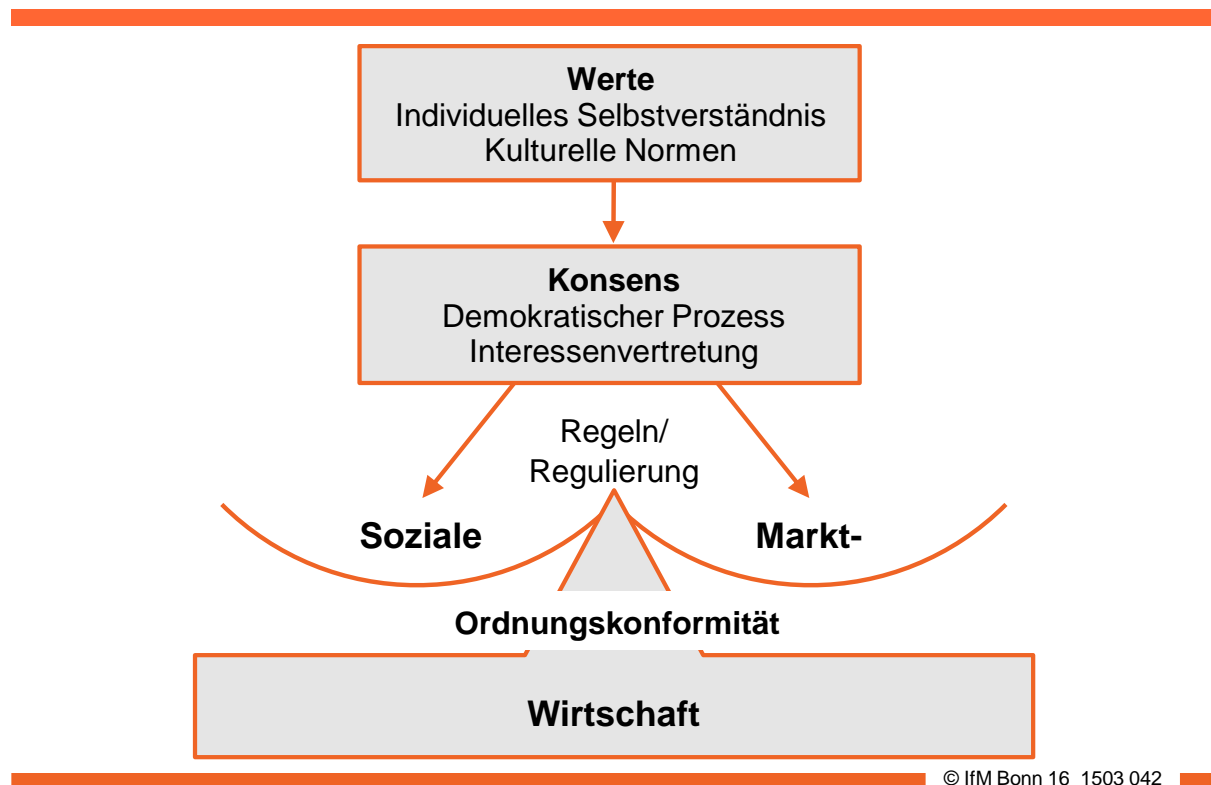 Werte
Individuelles Selbstverständnis
Kulturelle Normen
Konsens
Demokratischer Prozess
Interessenvertretung
Regeln/
Regulierung
Soziale
Markt-
Ordnungskonformität
Wirtschaft
© IfM Bonn 16 1503 042